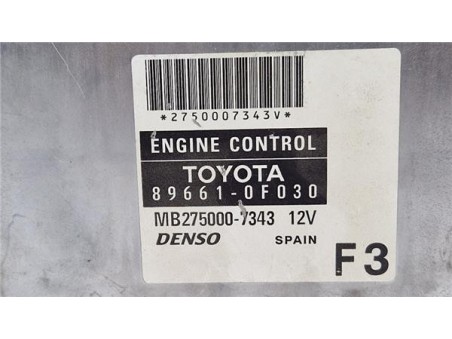 *2750007343V*
ENGINE CONTROL
TOYOTA
89661-0F030
MB275000-7343 12V
DENSO SPAIN F3